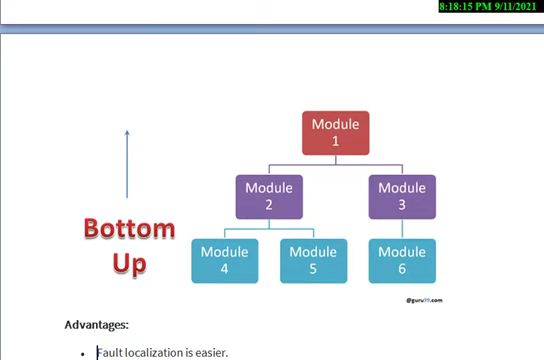 8:18:15 PM 9/11/2021
Module
1
Module
2
Module
3
Bottom
Up
Module
4
Module
5
Module
6
@guru99.com
Advantages:
• Fault localization is easier.